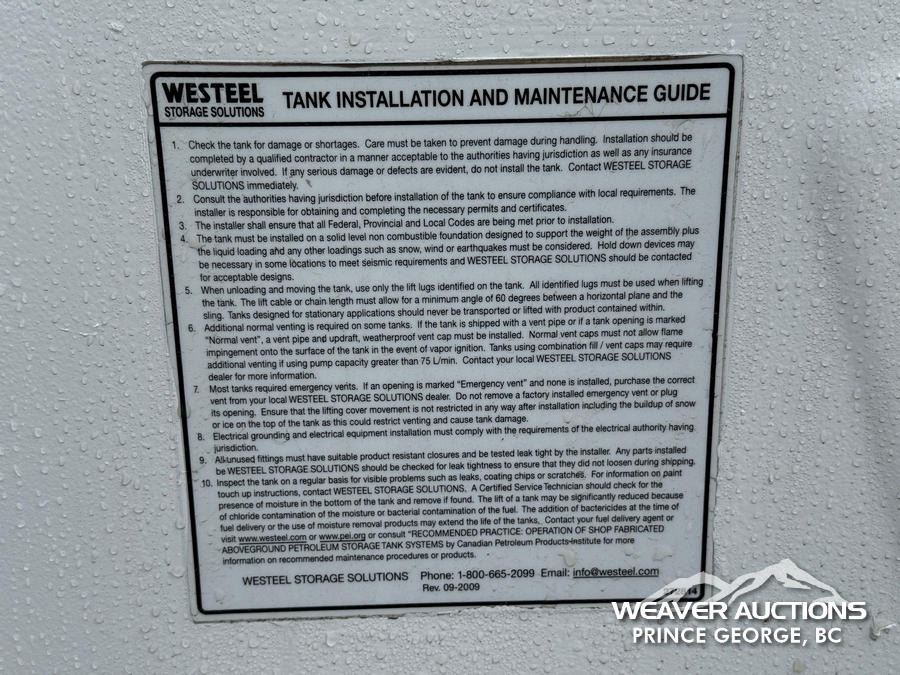 WESTEEL
STORAGE SOLUTIONS
TANK INSTALLATION AND MAINTENANCE GUIDE
1. Check the tank for damage or shortages. Care must be taken to prevent damage during handling. Installation should be
completed by a qualified contractor in a manner acceptable to the authorities having jurisdiction as well as any insurance
underwriter involved. If any serious damage or defects are evident, do not install the tank. Contact WESTEEL STORAGE
SOLUTIONS immediately.
2. Consult the authorities having jurisdiction before installation of the tank to ensure compliance with local requirements. The
installer is responsible for obtaining and completing the necessary permits and certificates.
3. The installer shall ensure that all Federal, Provincial and Local Codes are being met prior to installation.
4. The tank must be installed on a solid level non combustible foundation designed to support the weight of the assembly plus
the liquid loading and any other loadings such as snow, wind or earthquakes must be considered. Hold down devices may
be necessary in some locations to meet seismic requirements and WESTEEL STORAGE SOLUTIONS should be contacted
for acceptable designs.
5. When unloading and moving the tank, use only the lift lugs identified on the tank. All identified lugs must be used when lifting
the tank. The lift cable or chain length must allow for a minimum angle of 60 degrees between a horizontal plane and the
sling. Tanks designed for stationary applications should never be transported or lifted with product contained within.
6. Additional normal venting is required on some tanks. If the tank is shipped with a vent pipe or if a tank opening is marked
"Normal vent", a vent pipe and updraft, weatherproof vent cap must be installed. Normal vent caps must not allow flame
impingement onto the surface of the tank in the event of vapor ignition. Tanks using combination fill / vent caps may require
additional venting if using pump capacity greater than 75 L/min. Contact your local WESTEEL STORAGE SOLUTIONS
dealer for more information.
7. Most tanks required emergency vents. If an opening is marked "Emergency vent" and none is installed, purchase the correct
vent from your local WESTEEL STORAGE SOLUTIONS dealer. Do not remove a factory installed emergency vent or plug
its opening. Ensure that the lifting cover movement is not restricted in any way after installation including the buildup of snow
or ice on the top of the tank as this could restrict venting and cause tank damage.
8. Electrical grounding and electrical equipment installation must comply with the requirements of the electrical authority having
jurisdiction.
9. All unused fittings must have suitable product resistant closures and be tested leak tight by the installer. Any parts installed
be WESTEEL STORAGE SOLUTIONS should be checked for leak tightness to ensure that they did not loosen during shipping.
10. Inspect the tank on a regular basis for visible problems such as leaks, coating chips or scratches. For information on paint
touch up instructions, contact WESTEEL STORAGE SOLUTIONS. A Certified Service Technician should check for the
presence of moisture in the bottom of the tank and remove if found. The lift of a tank may be significantly reduced because
of chloride contamination of the moisture or bacterial contamination of the fuel. The addition of bactericides at the time of
fuel delivery or the use of moisture removal products may extend the life of the tanks. Contact your fuel delivery agent or
visit www.westeel.com or www.pei.org or consult "RECOMMENDED PRACTICE: OPERATION OF SHOP FABRICATED
ABOVEGROUND PETROLEUM STORAGE TANK SYSTEMS by Canadian Petroleum Products Institute for more
information on recommended maintenance procedures or products.
WESTEEL STORAGE SOLUTIONS Phone: 1-800-665-2099 Email: info@westeel.com
Rev. 09-2009
WEAVER AUCTIONS
PRINCE GEORGE, BC